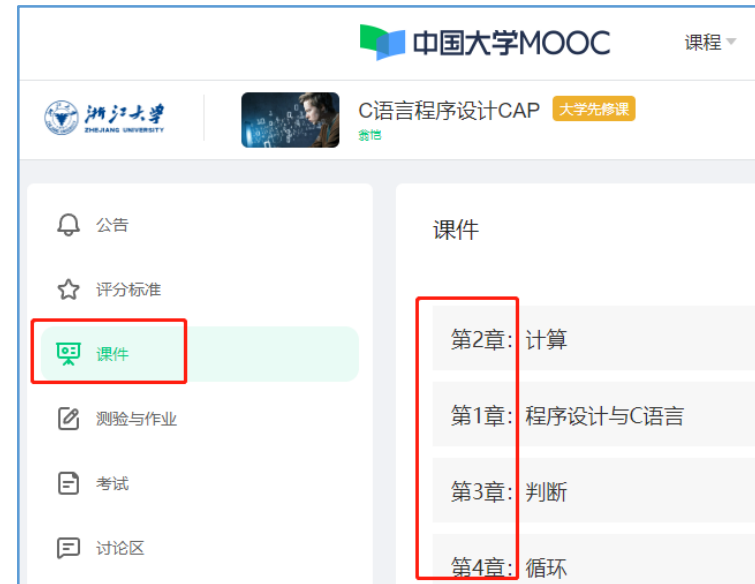 中国大学MOOC 课程
浙江大学
ZHEJIANG UNIVERSITY
C语言程序设计CAP 大学先修课
翁恺
公告
评分标准
课件
测验与作业
考试
讨论区
课件
第2章：计算
第1章：程序设计与C语言
第3章：判断
第4章：循环